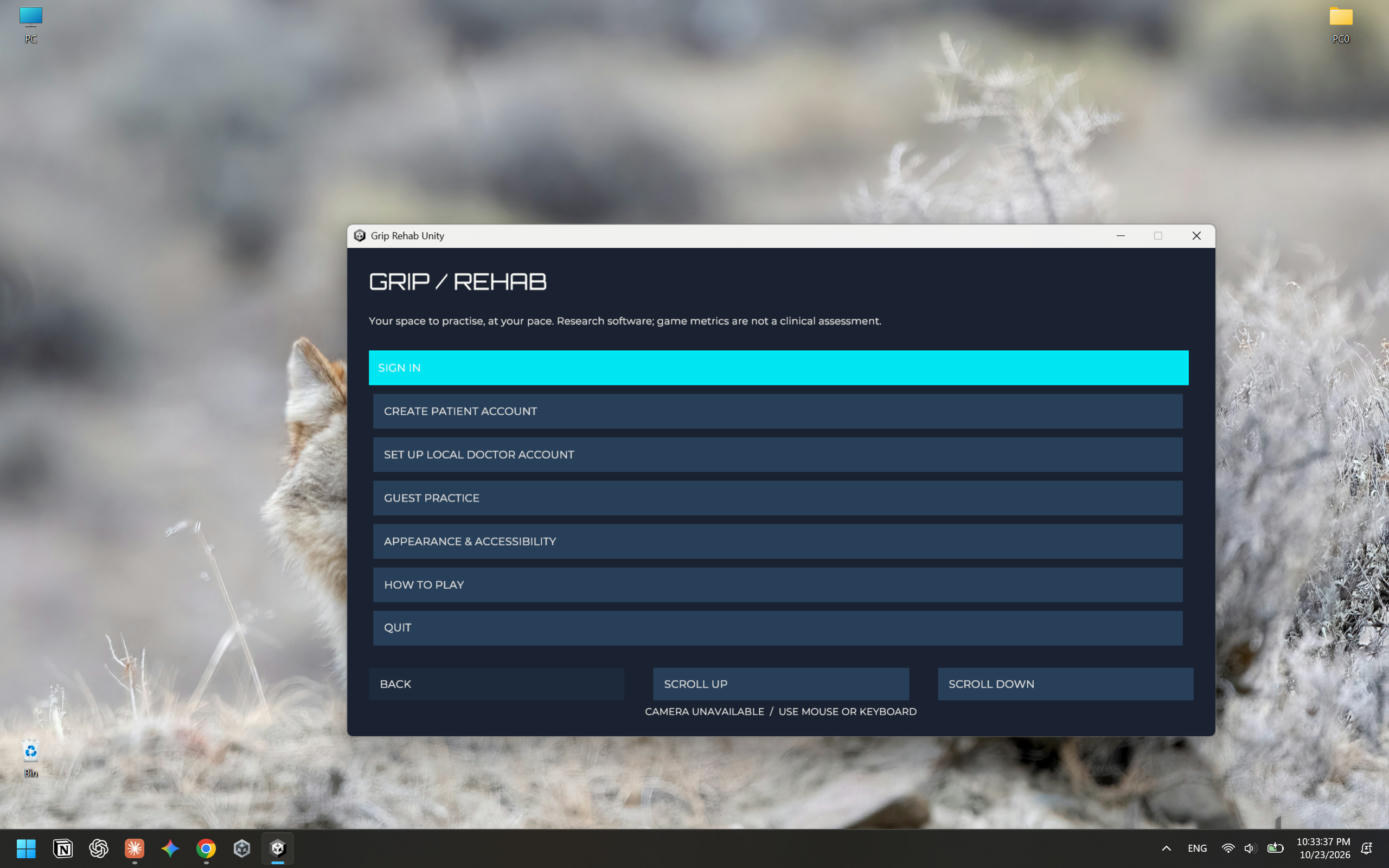 PC
PC0
Grip Rehab Unity
GRIP / REHAB
Your space to practise, at your pace. Research software; game metrics are not a clinical assessment.
SIGN IN
CREATE PATIENT ACCOUNT
SET UP LOCAL DOCTOR ACCOUNT
GUEST PRACTICE
APPEARANCE & ACCESSIBILITY
HOW TO PLAY
QUIT
BACK
SCROLL UP
SCROLL DOWN
CAMERA UNAVAILABLE / USE MOUSE OR KEYBOARD
Bin
ENG
10:33:37 PM
10/23/2026